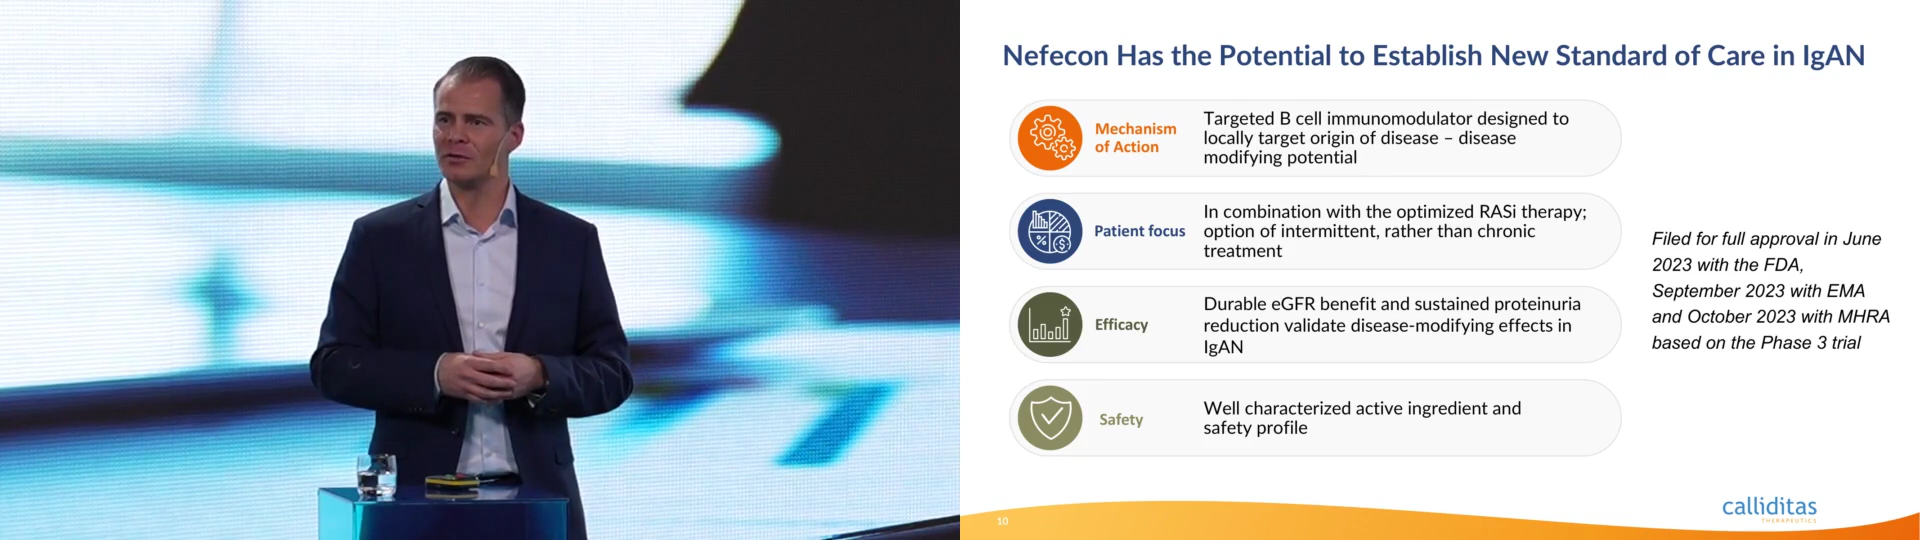 Nefecon Has the Potential to Establish New Standard of Care in IgAN
Mechanism
of Action
Targeted B cell immunomodulator designed to
locally target origin of disease – disease
modifying potential
Patient focus
In combination with the optimized RASi therapy;
option of intermittent, rather than chronic
treatment
Efficacy
Durable eGFR benefit and sustained proteinuria
reduction validate disease-modifying effects in
IgAN
Safety
Well characterized active ingredient and
safety profile
Filed for full approval in June
2023 with the FDA,
September 2023 with EMA
and October 2023 with MHRA
based on the Phase 3 trial
10
calliditas
THERAPEUTICS